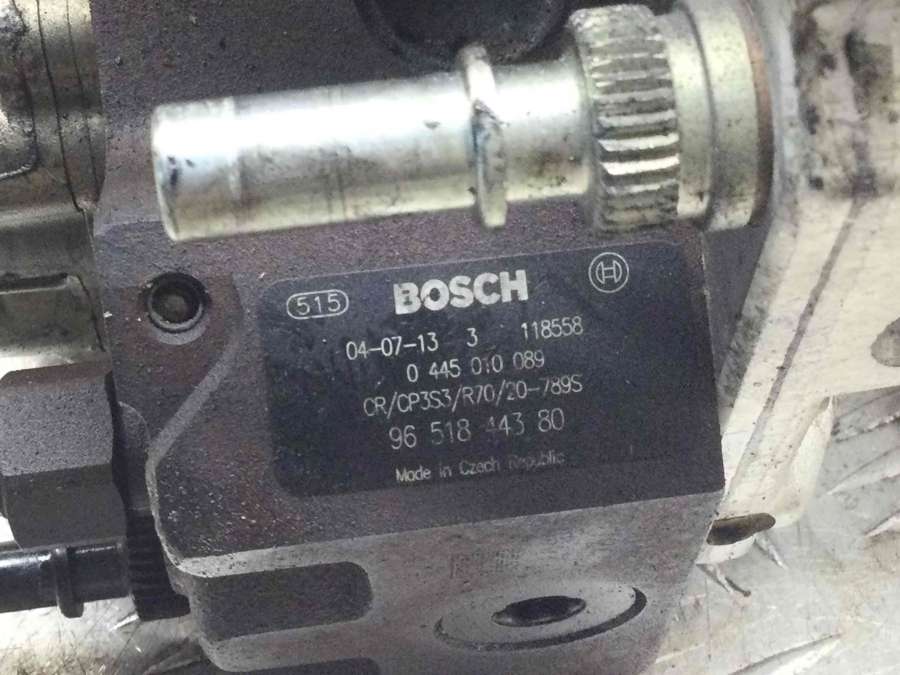 515 BOSCH
04-07-13 3 118558
0 445 010 089
CR/CP3S3/R70/20-789S
96 518 443 80
Made in Czech Republic